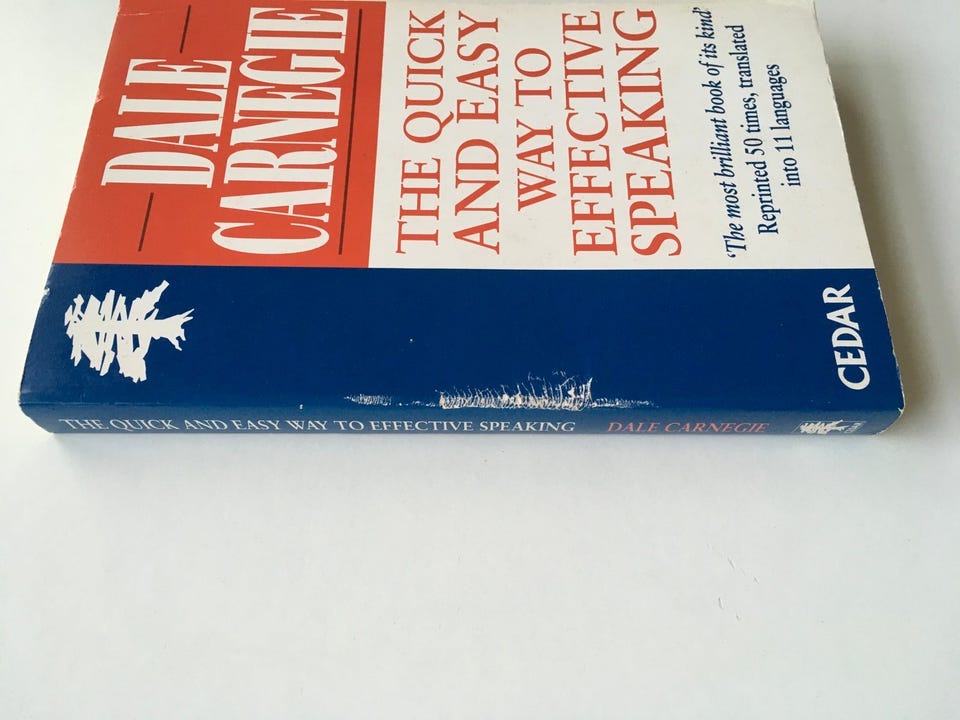 DALE
CARNEGIE
THE QUICK
AND EASY
WAY TO
EFFECTIVE
SPEAKING
‘The most brilliant book of its kind’
Reprinted 50 times, translated
into 11 languages
CEDAR
THE QUICK AND EASY WAY TO EFFECTIVE SPEAKING DALE CARNEGIE